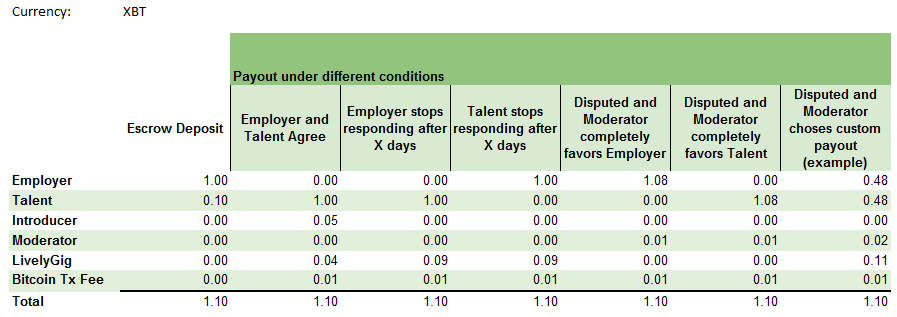 Currency: XBT
Payout under different conditions
Escrow Deposit
Employer and
Talent Agree
Employer stops
responding after
X days
Talent stops
responding after
X days
Disputed and
Moderator
completely
favors Employer
Disputed and
Moderator
completely
favors Talent
Disputed and
Moderator
choses custom
payout
(example)
Employer 1.00 0.00 0.00 1.00 1.08 0.00 0.48
Talent 0.10 1.00 1.00 0.00 0.00 1.08 0.48
Introducer 0.00 0.05 0.00 0.00 0.00 0.00 0.00
Moderator 0.00 0.00 0.00 0.00 0.01 0.01 0.02
LivelyGig 0.00 0.04 0.09 0.09 0.00 0.00 0.11
Bitcoin Tx Fee 0.00 0.01 0.01 0.01 0.01 0.01 0.01
Total 1.10 1.10 1.10 1.10 1.10 1.10 1.10